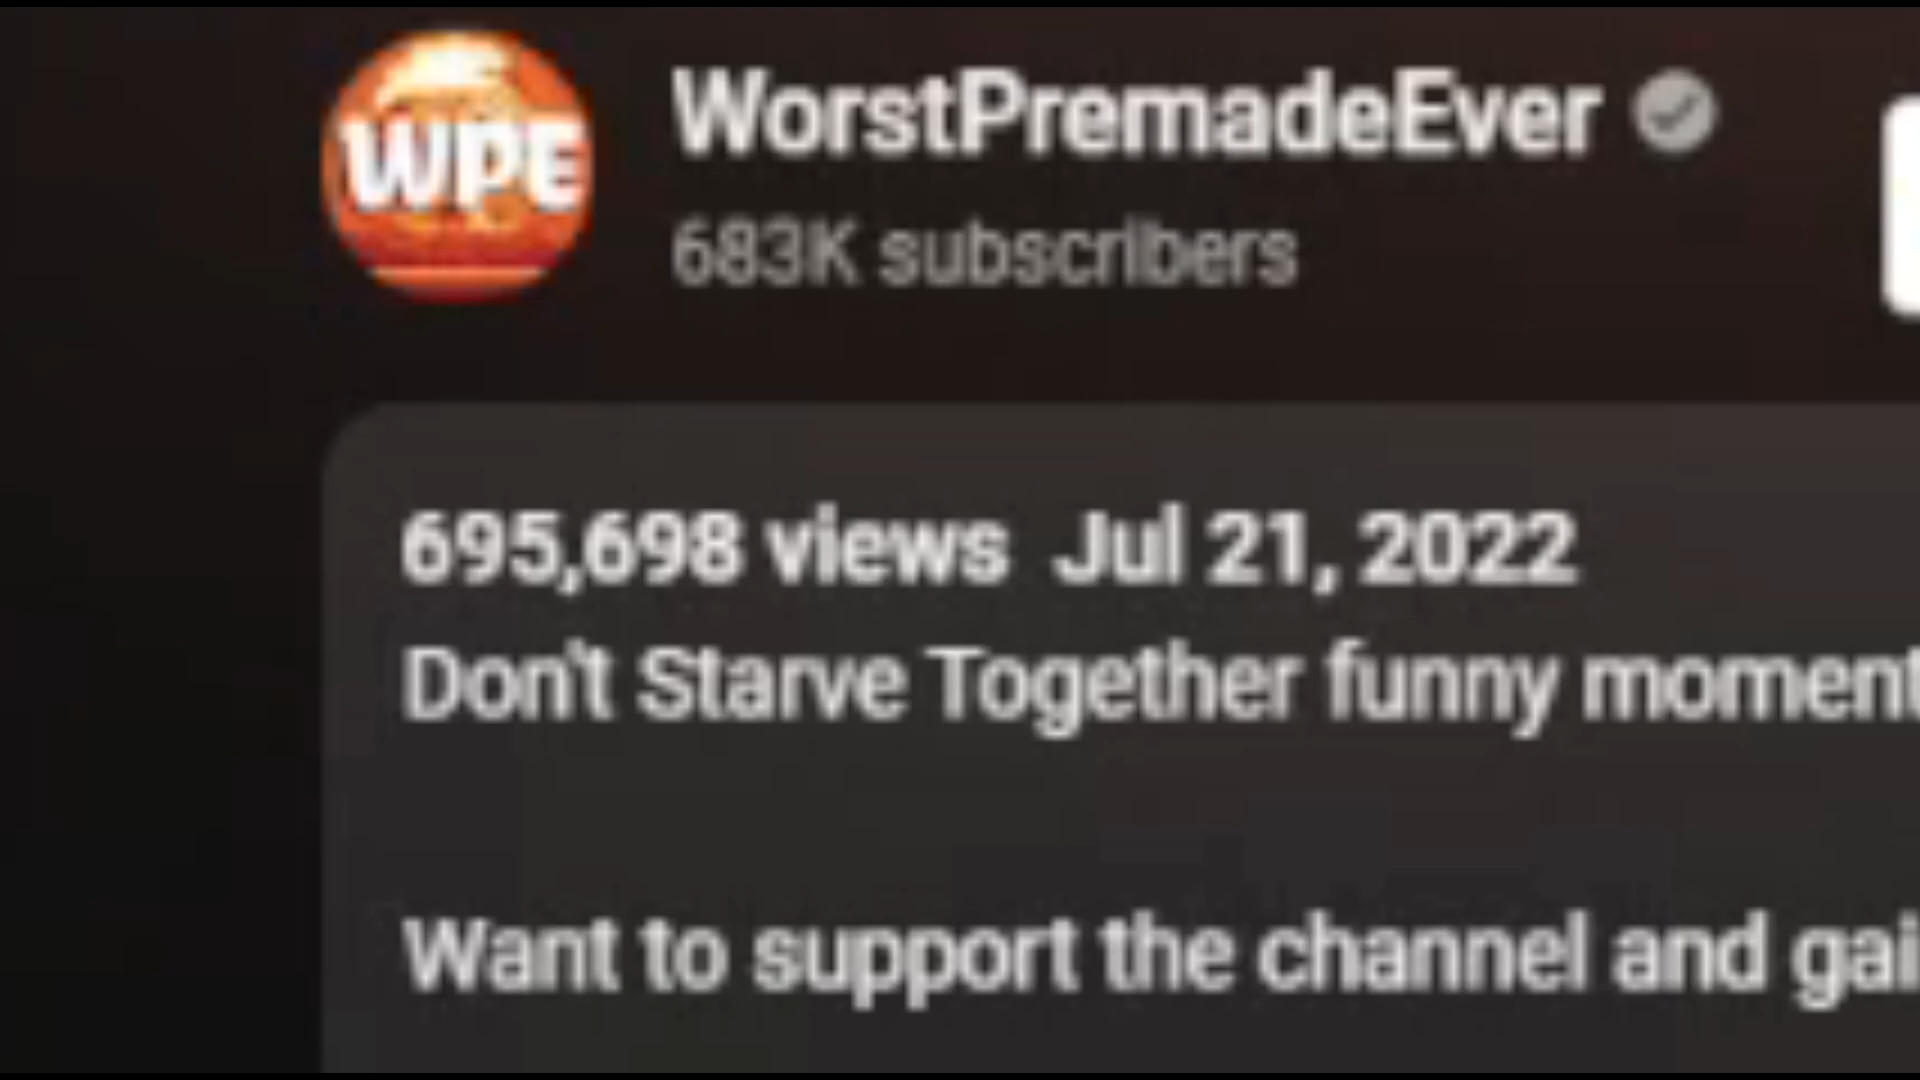 WPE
WorstPremadeEver
683K subscribers
695,698 views Jul 21, 2022
Don't Starve Together funny moment
Want to support the channel and gai